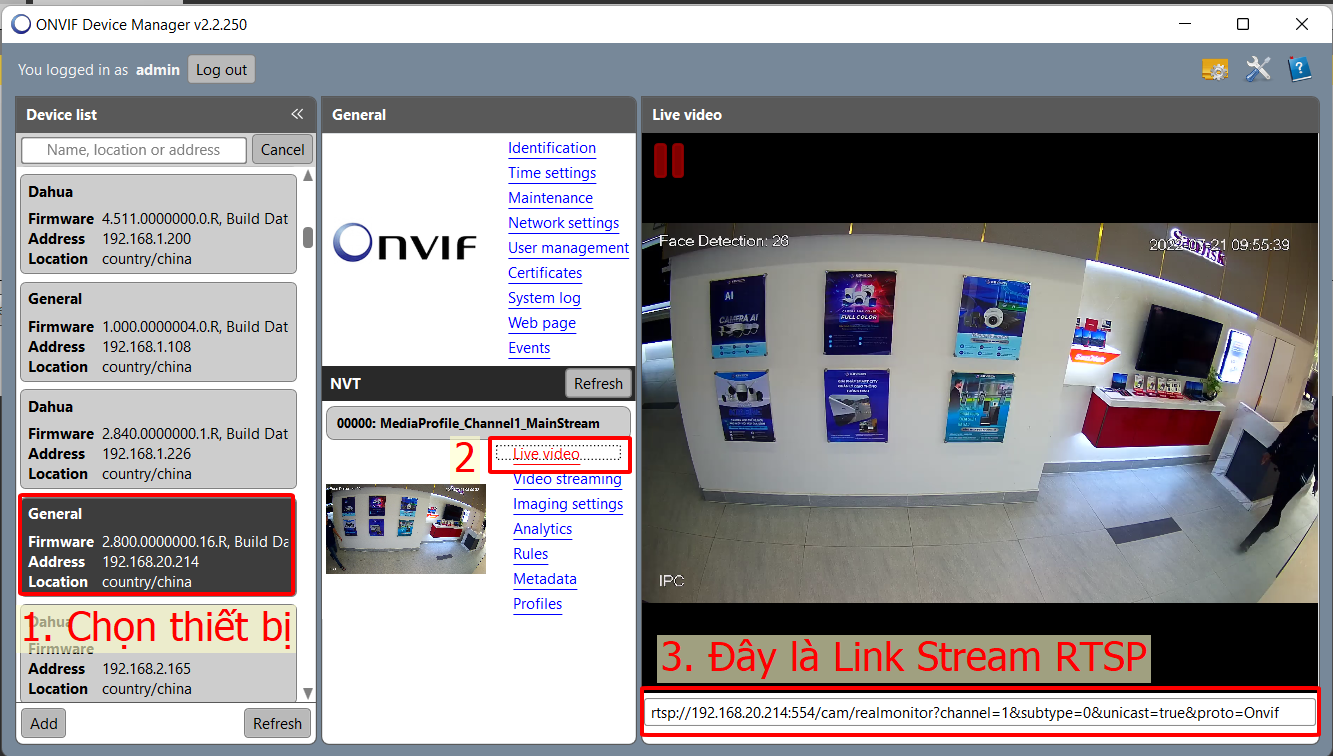 ONVIF Device Manager v2.2.250
You logged in as admin Log out
Device list
Name, location or address Cancel
Dahua
Firmware 4.511.0000000.0.R, Build Dat
Address 192.168.1.200
Location country/china
General
Firmware 1.000.0000004.0.R, Build Dat
Address 192.168.1.108
Location country/china
Dahua
Firmware 2.840.0000000.1.R, Build Dat
Address 192.168.1.226
Location country/china
General
Firmware 2.800.0000000.16.R, Build Da
Address 192.168.20.214
Location country/china
Dahua
1. Chọn thiết bị
Firmware
Address 192.168.2.165
Location country/china
Add Refresh
General
ONVIF
Identification
Time settings
Maintenance
Network settings
User management
Certificates
System log
Web page
Events
NVT Refresh
00000: MediaProfile_Channel1_MainStream
2 Live video
Video streaming
Imaging settings
Analytics
Rules
Metadata
Profiles
Live video
Face Detection: 26
2022-07-21 09:55:39
SanDisk
AI
CAMERA AI
FULL COLOR
SanDisk
IPC
3. Đây là Link Stream RTSP
rtsp://192.168.20.214:554/cam/realmonitor?channel=1&subtype=0&unicast=true&proto=Onvif